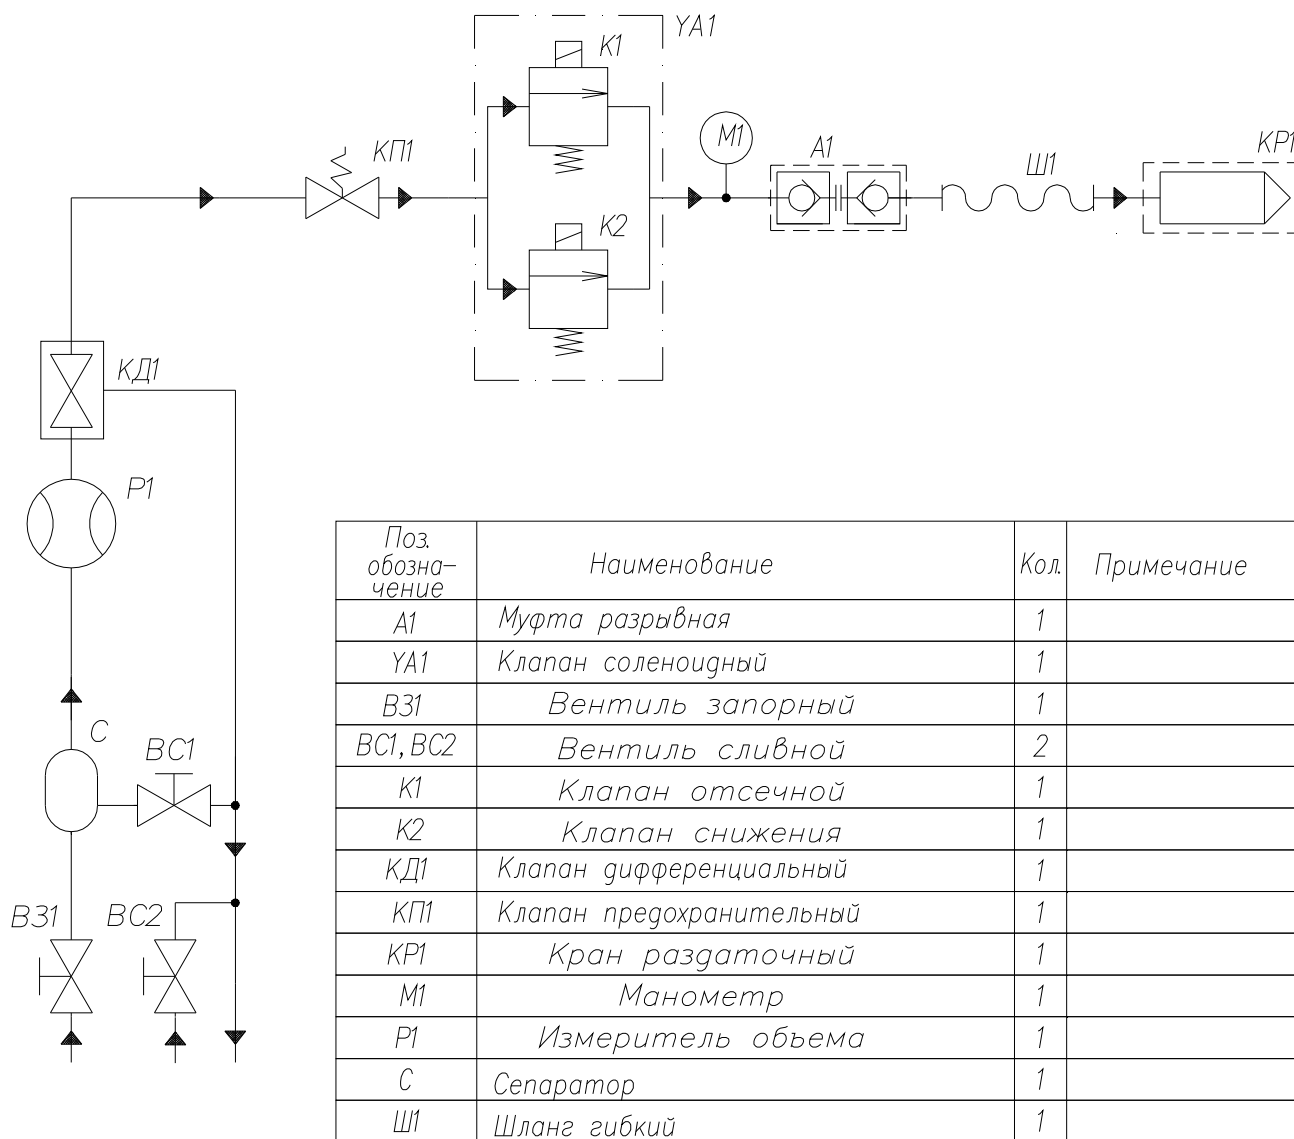 YA1
К1
КП1
М1
А1
Ш1
КР1
К2
КД1
Р1
С
ВС1
ВЗ1
ВС2
Поз.
обозна-
чение
Наименование
Кол.
Примечание
А1 Муфта разрывная 1
YA1 Клапан соленоидный 1
ВЗ1 Вентиль запорный 1
ВС1, ВС2 Вентиль сливной 2
К1 Клапан отсечной 1
К2 Клапан снижения 1
КД1 Клапан дифференциальный 1
КП1 Клапан предохранительный 1
КР1 Кран раздаточный 1
М1 Манометр 1
Р1 Измеритель объема 1
С Сепаратор 1
Ш1 Шланг гибкий 1